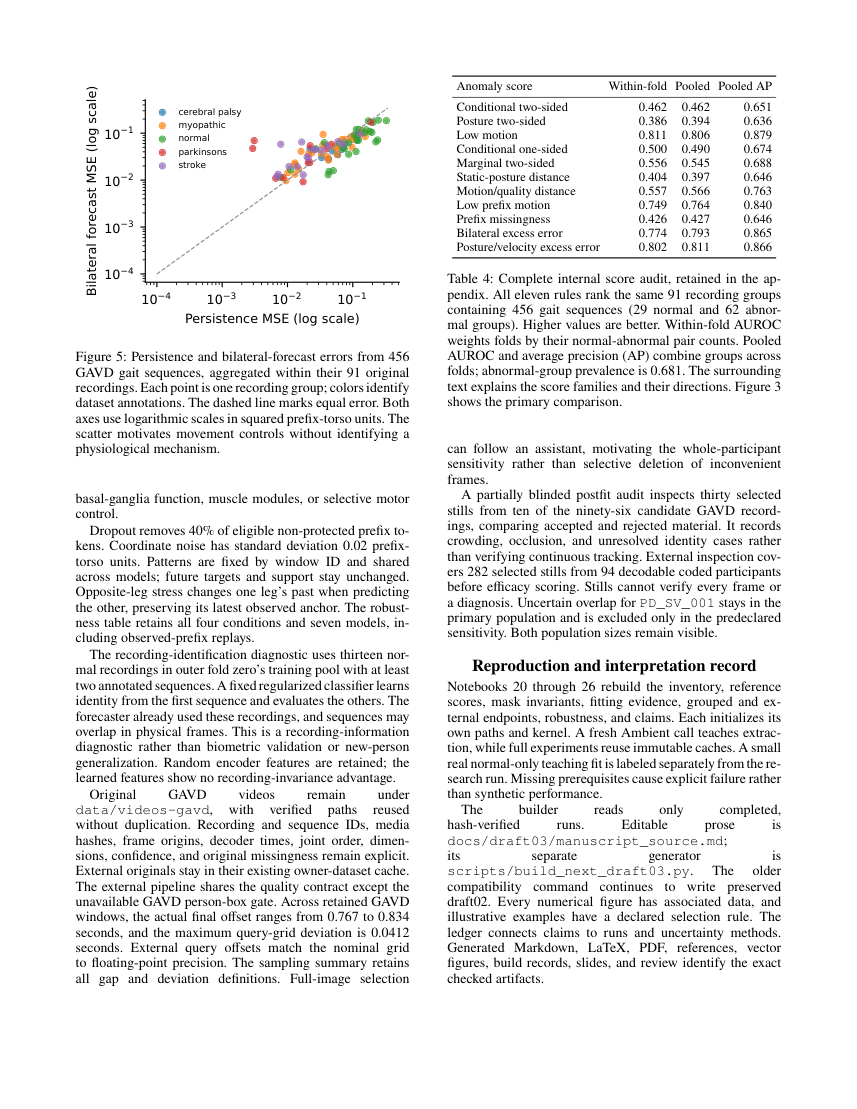 Bilateral forecast MSE (log scale)
10⁻¹
10⁻²
10⁻³
10⁻⁴
cerebral palsy
myopathic
normal
parkinsons
stroke
10⁻⁴ 10⁻³ 10⁻² 10⁻¹
Persistence MSE (log scale)
Figure 5: Persistence and bilateral-forecast errors from 456
GAVD gait sequences, aggregated within their 91 original
recordings. Each point is one recording group; colors identify
dataset annotations. The dashed line marks equal error. Both
axes use logarithmic scales in squared prefix-torso units. The
scatter motivates movement controls without identifying a
physiological mechanism.
basal-ganglia function, muscle modules, or selective motor
control.
Dropout removes 40% of eligible non-protected prefix to-
kens. Coordinate noise has standard deviation 0.02 prefix-
torso units. Patterns are fixed by window ID and shared
across models; future targets and support stay unchanged.
Opposite-leg stress changes one leg's past when predicting
the other, preserving its latest observed anchor. The robust-
ness table retains all four conditions and seven models, in-
cluding observed-prefix replays.
The recording-identification diagnostic uses thirteen nor-
mal recordings in outer fold zero's training pool with at least
two annotated sequences. A fixed regularized classifier learns
identity from the first sequence and evaluates the others. The
forecaster already used these recordings, and sequences may
overlap in physical frames. This is a recording-information
diagnostic rather than biometric validation or new-person
generalization. Random encoder features are retained; the
learned features show no recording-invariance advantage.
Original GAVD videos remain under
data/videos-gavd, with verified paths reused
without duplication. Recording and sequence IDs, media
hashes, frame origins, decoder times, joint order, dimen-
sions, confidence, and original missingness remain explicit.
External originals stay in their existing owner-dataset cache.
The external pipeline shares the quality contract except the
unavailable GAVD person-box gate. Across retained GAVD
windows, the actual final offset ranges from 0.767 to 0.834
seconds, and the maximum query-grid deviation is 0.0412
seconds. External query offsets match the nominal grid
to floating-point precision. The sampling summary retains
all gap and deviation definitions. Full-image selection
Anomaly score Within-fold Pooled Pooled AP
Conditional two-sided 0.462 0.462 0.651
Posture two-sided 0.386 0.394 0.636
Low motion 0.811 0.806 0.879
Conditional one-sided 0.500 0.490 0.674
Marginal two-sided 0.556 0.545 0.688
Static-posture distance 0.404 0.397 0.646
Motion/quality distance 0.557 0.566 0.763
Low prefix motion 0.749 0.764 0.840
Prefix missingness 0.426 0.427 0.646
Bilateral excess error 0.774 0.793 0.865
Posture/velocity excess error 0.802 0.811 0.866
Table 4: Complete internal score audit, retained in the ap-
pendix. All eleven rules rank the same 91 recording groups
containing 456 gait sequences (29 normal and 62 abnor-
mal groups). Higher values are better. Within-fold AUROC
weights folds by their normal-abnormal pair counts. Pooled
AUROC and average precision (AP) combine groups across
folds; abnormal-group prevalence is 0.681. The surrounding
text explains the score families and their directions. Figure 3
shows the primary comparison.
can follow an assistant, motivating the whole-participant
sensitivity rather than selective deletion of inconvenient
frames.
A partially blinded postfit audit inspects thirty selected
stills from ten of the ninety-six candidate GAVD record-
ings, comparing accepted and rejected material. It records
crowding, occlusion, and unresolved identity cases rather
than verifying continuous tracking. External inspection cov-
ers 282 selected stills from 94 decodable coded participants
before efficacy scoring. Stills cannot verify every frame or
a diagnosis. Uncertain overlap for PD_SV_001 stays in the
primary population and is excluded only in the predeclared
sensitivity. Both population sizes remain visible.
Reproduction and interpretation record
Notebooks 20 through 26 rebuild the inventory, reference
scores, mask invariants, fitting evidence, grouped and ex-
ternal endpoints, robustness, and claims. Each initializes its
own paths and kernel. A fresh Ambient call teaches extrac-
tion, while full experiments reuse immutable caches. A small
real normal-only teaching fit is labeled separately from the re-
search run. Missing prerequisites cause explicit failure rather
than synthetic performance.
The builder reads only completed,
hash-verified runs. Editable prose is
docs/draft03/manuscript_source.md;
its separate generator is
scripts/build_next_draft03.py. The older
compatibility command continues to write preserved
draft02. Every numerical figure has associated data, and
illustrative examples have a declared selection rule. The
ledger connects claims to runs and uncertainty methods.
Generated Markdown, LaTeX, PDF, references, vector
figures, build records, slides, and review identify the exact
checked artifacts.